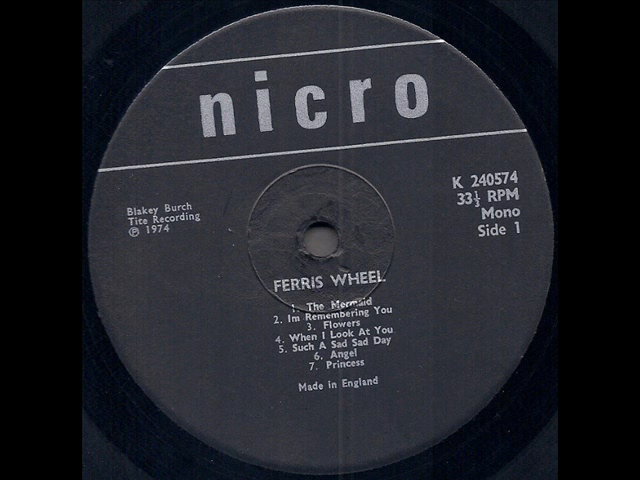 nicro
Blakey Burch
Tite Recording
℗ 1974
K 240574
33⅓ RPM
Mono
Side 1
FERRIS WHEEL
1. The Mermaid
2. Im Remembering You
3. Flowers
4. When I Look At You
5. Such A Sad Sad Day
6. Angel
7. Princess
Made in England